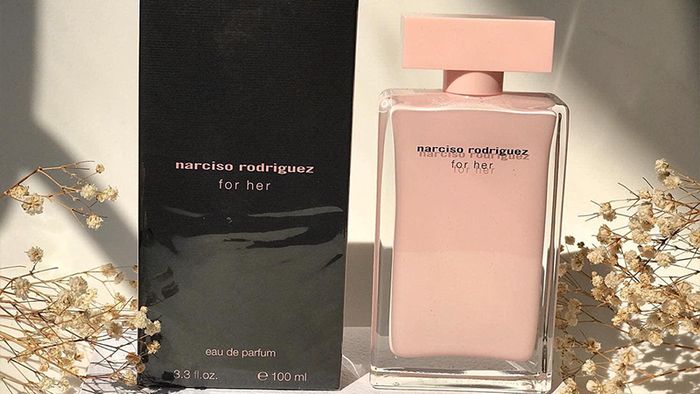 narciso rodriguez
for her
eau de parfum
3.3 fl.oz. ℮ 100 ml
narciso rodriguez
for her